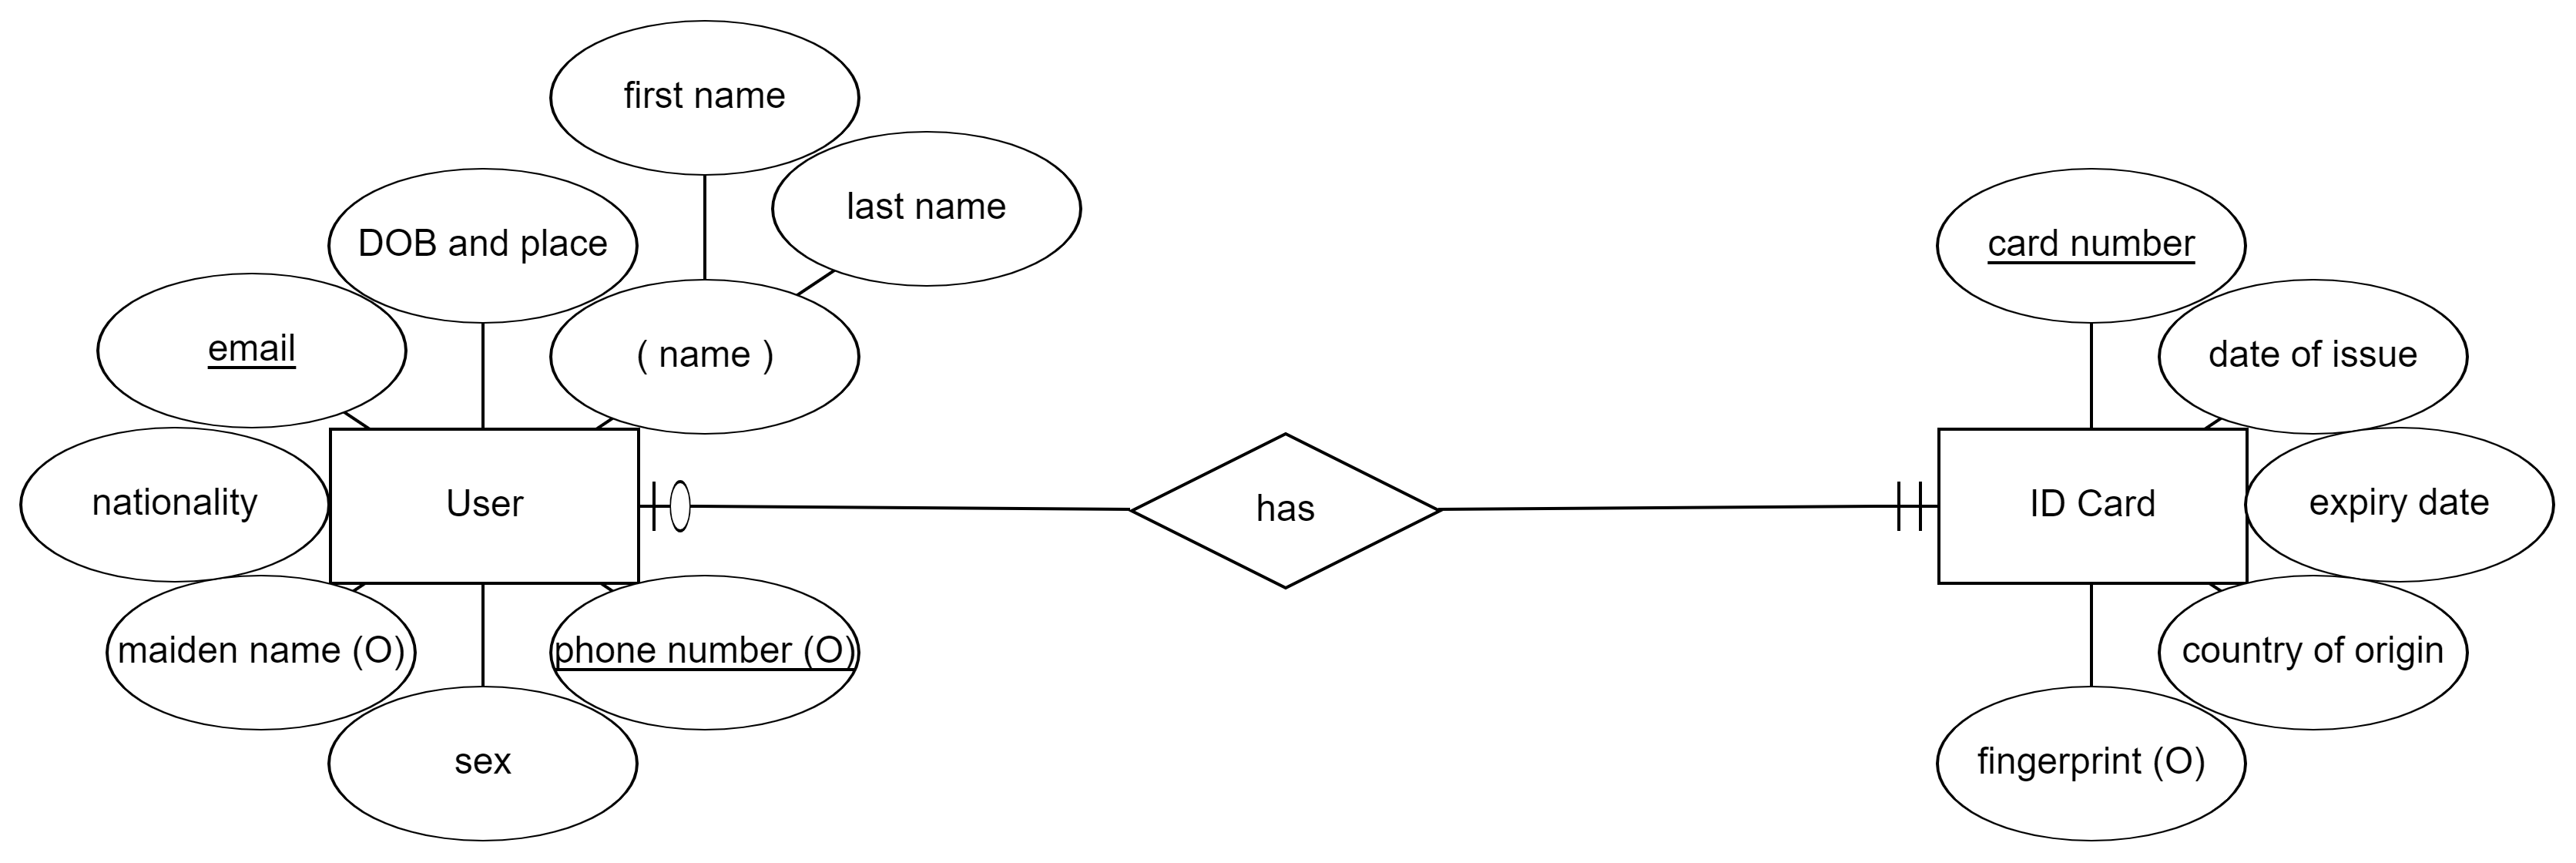 first name
last name
DOB and place
card number
email
( name )
date of issue
nationality
User
has
ID Card
expiry date
maiden name (O)
phone number (O)
country of origin
sex
fingerprint (O)